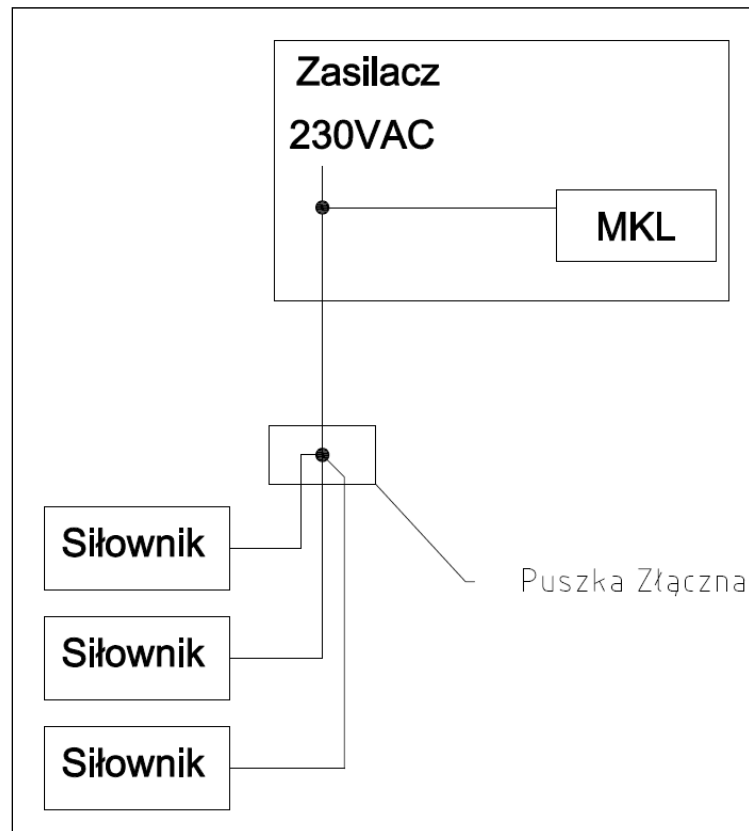 Zasilacz
230VAC
MKL
Siłownik
Puszka Złączna
Siłownik
Siłownik